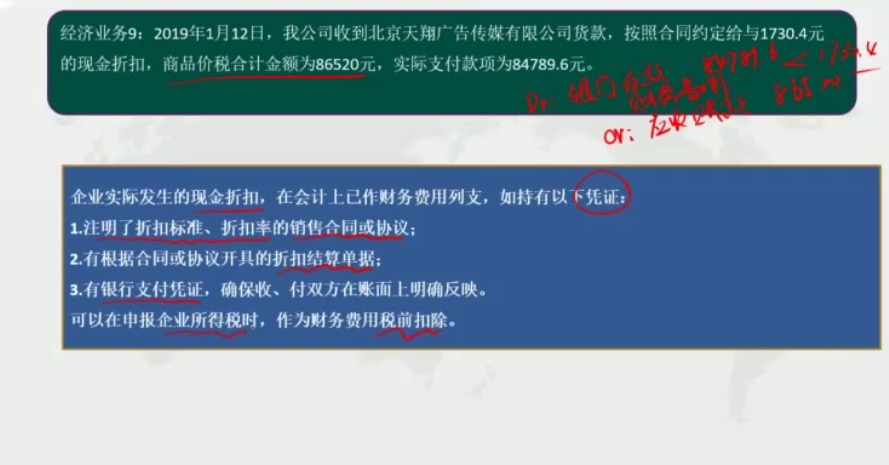 经济业务9：2019年1月12日，我公司收到北京天翔广告传媒有限公司货款，按照合同约定给与1730.4元
的现金折扣，商品价税合计金额为86520元，实际支付款项为84789.6元。
Dr: 银行存款 84789.6
财务费用 1730.4
Cr: 应收账款 86520
企业实际发生的现金折扣，在会计上已作财务费用列支，如持有以下凭证：
1.注明了折扣标准、折扣率的销售合同或协议；
2.有根据合同或协议开具的折扣结算单据；
3.有银行支付凭证，确保收、付双方在账面上明确反映。
可以在申报企业所得税时，作为财务费用税前扣除。